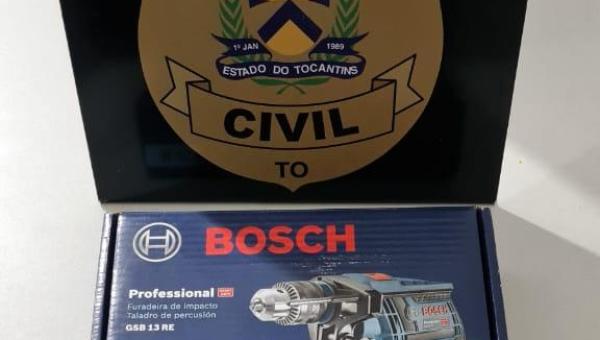 1º JAN 1989
ESTADO DO TOCANTINS
CIVIL
TO
BOSCH
Professional
Furadeira de impacto
Taladro de percusión
GSB 13 RE
BOSCH